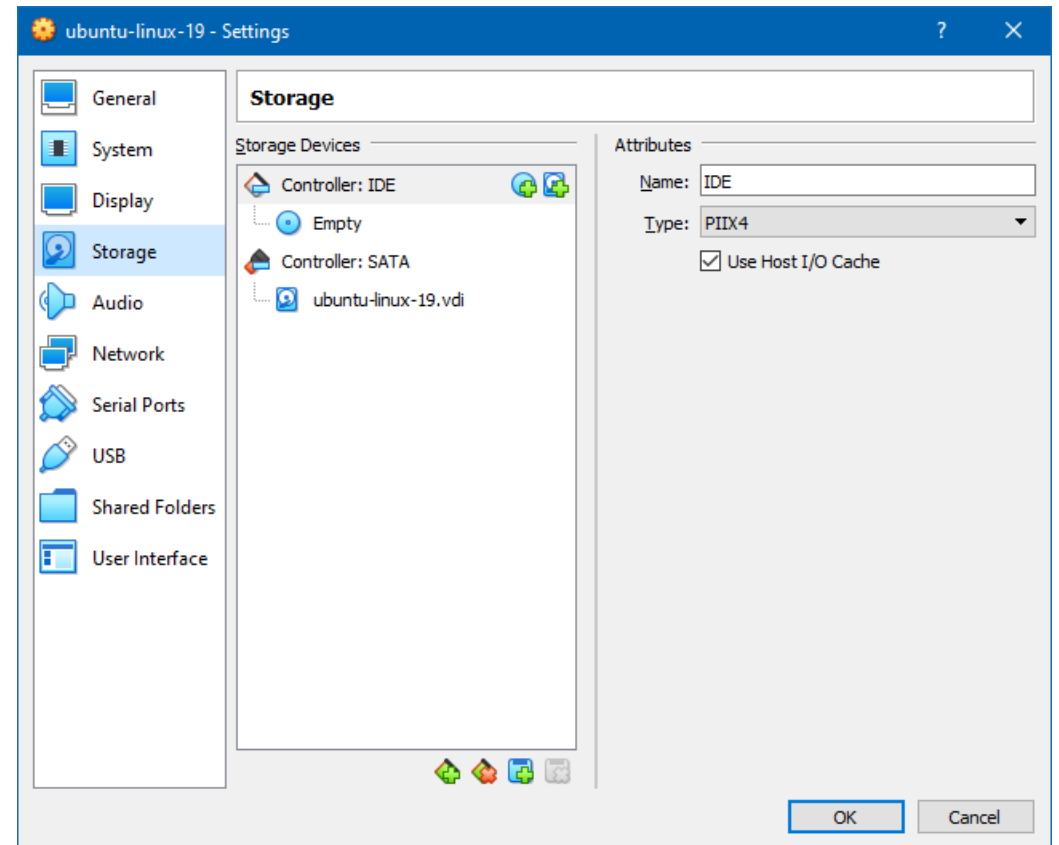 ubuntu-linux-19 - Settings
?
General
System
Display
Storage
Audio
Network
Serial Ports
USB
Shared Folders
User Interface
Storage
Storage Devices
Controller: IDE
Empty
Controller: SATA
ubuntu-linux-19.vdi
Attributes
Name: IDE
Type: PIIX4
Use Host I/O Cache
OK
Cancel